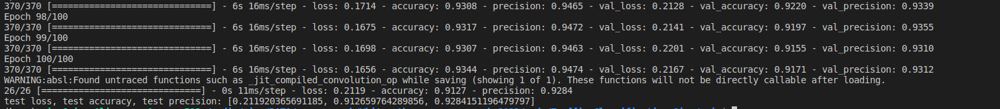 370/370 [==============================] - 6s 16ms/step - loss: 0.1714 - accuracy: 0.9308 - precision: 0.9465 - val_loss: 0.2128 - val_accuracy: 0.9220 - val_precision: 0.9339
Epoch 98/100
370/370 [==============================] - 6s 16ms/step - loss: 0.1675 - accuracy: 0.9317 - precision: 0.9472 - val_loss: 0.2141 - val_accuracy: 0.9197 - val_precision: 0.9355
Epoch 99/100
370/370 [==============================] - 6s 16ms/step - loss: 0.1698 - accuracy: 0.9307 - precision: 0.9463 - val_loss: 0.2201 - val_accuracy: 0.9155 - val_precision: 0.9310
Epoch 100/100
370/370 [==============================] - 6s 16ms/step - loss: 0.1656 - accuracy: 0.9344 - precision: 0.9474 - val_loss: 0.2167 - val_accuracy: 0.9171 - val_precision: 0.9312
WARNING:absl:Found untraced functions such as _jit_compiled_convolution_op while saving (showing 1 of 1). These functions will not be directly callable after loading.
26/26 [==============================] - 0s 11ms/step - loss: 0.2119 - accuracy: 0.9127 - precision: 0.9284
test loss, test accuracy, test precision: [0.211920365691185, 0.912659764289856, 0.9284151196479797]